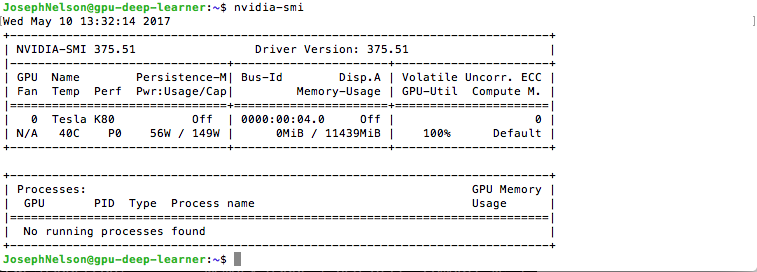 JosephNelson@gpu-deep-learner:~$ nvidia-smi
Wed May 10 13:32:14 2017
+-----------------------------------------------------------------------------+
| NVIDIA-SMI 375.51                 Driver Version: 375.51                    |
|-------------------------------+----------------------+----------------------+
| GPU  Name        Persistence-M| Bus-Id        Disp.A | Volatile Uncorr. ECC |
| Fan  Temp  Perf  Pwr:Usage/Cap|         Memory-Usage | GPU-Util  Compute M. |
|===============================+======================+======================|
|   0  Tesla K80           Off  | 0000:00:04.0     Off |                    0 |
| N/A   40C    P0    56W / 149W |      0MiB / 11439MiB |    100%      Default |
+-------------------------------+----------------------+----------------------+
+-----------------------------------------------------------------------------+
| Processes:                                                       GPU Memory |
|  GPU       PID  Type  Process name                               Usage      |
|=============================================================================|
|  No running processes found                                                 |
+-----------------------------------------------------------------------------+
JosephNelson@gpu-deep-learner:~$